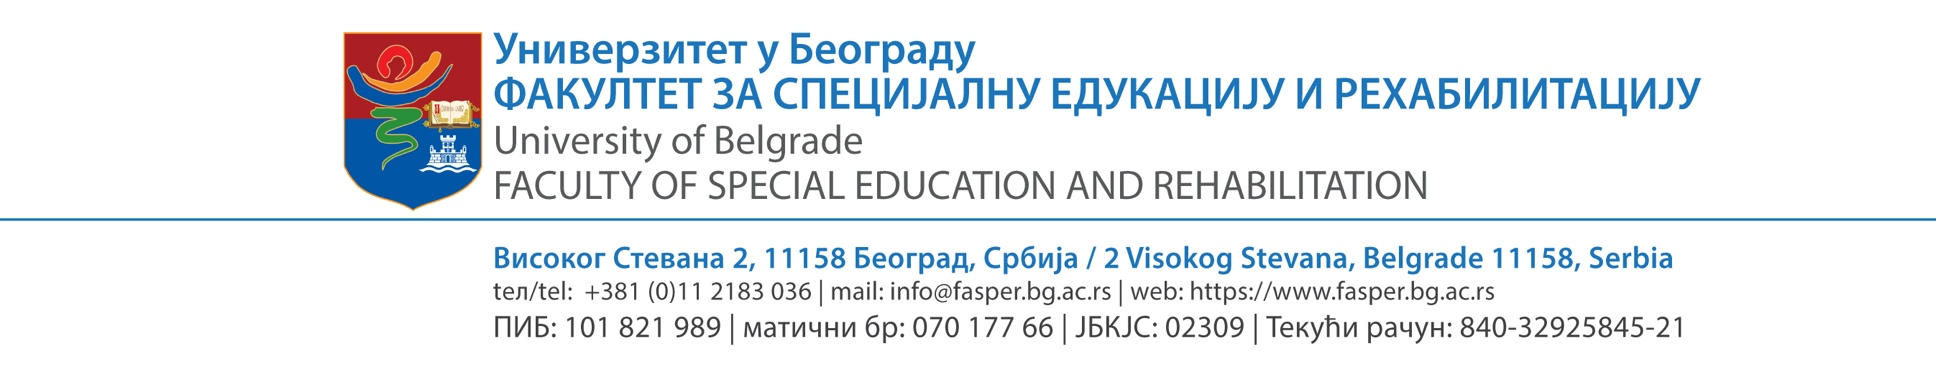 Универзитет у Београду
ФАКУЛТЕТ ЗА СПЕЦИЈАЛНУ ЕДУКАЦИЈУ И РЕХАБИЛИТАЦИЈУ
University of Belgrade
FACULTY OF SPECIAL EDUCATION AND REHABILITATION
Високог Стевана 2, 11158 Београд, Србија / 2 Visokog Stevana, Belgrade 11158, Serbia
тел/tel: +381 (0)11 2183 036 | mail: info@fasper.bg.ac.rs | web: https://www.fasper.bg.ac.rs
ПИБ: 101 821 989 | матични бр: 070 177 66 | ЈБКЈС: 02309 | Текући рачун: 840-32925845-21